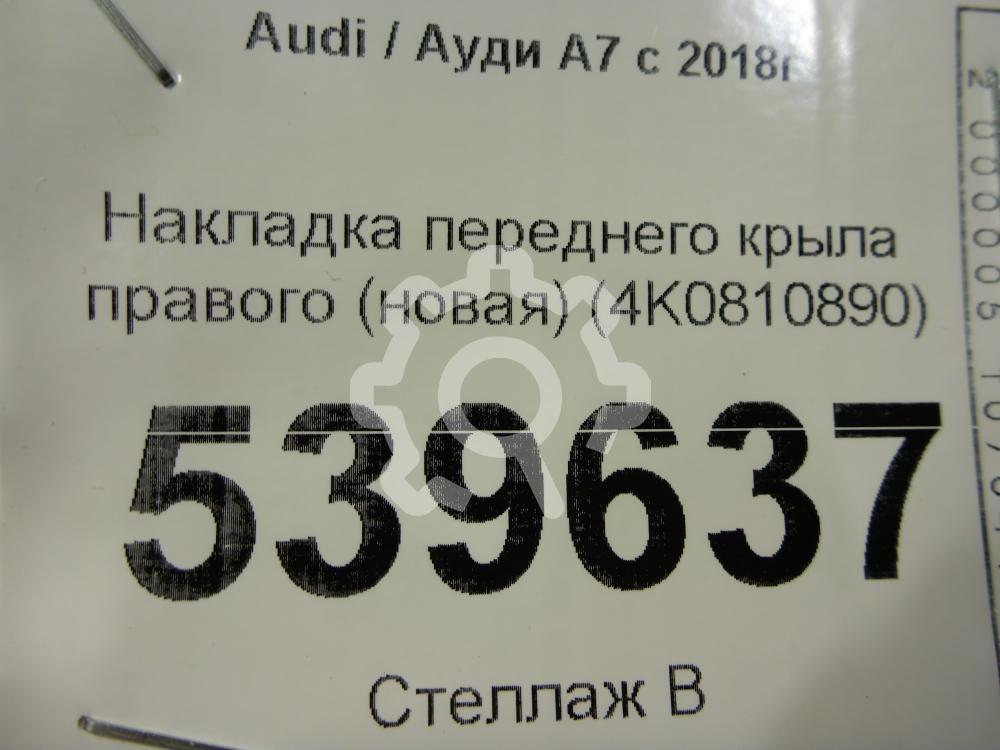 Audi / Ауди A7 с 2018г
Накладка переднего крыла
правого (новая) (4K0810890)
539637
Стеллаж В